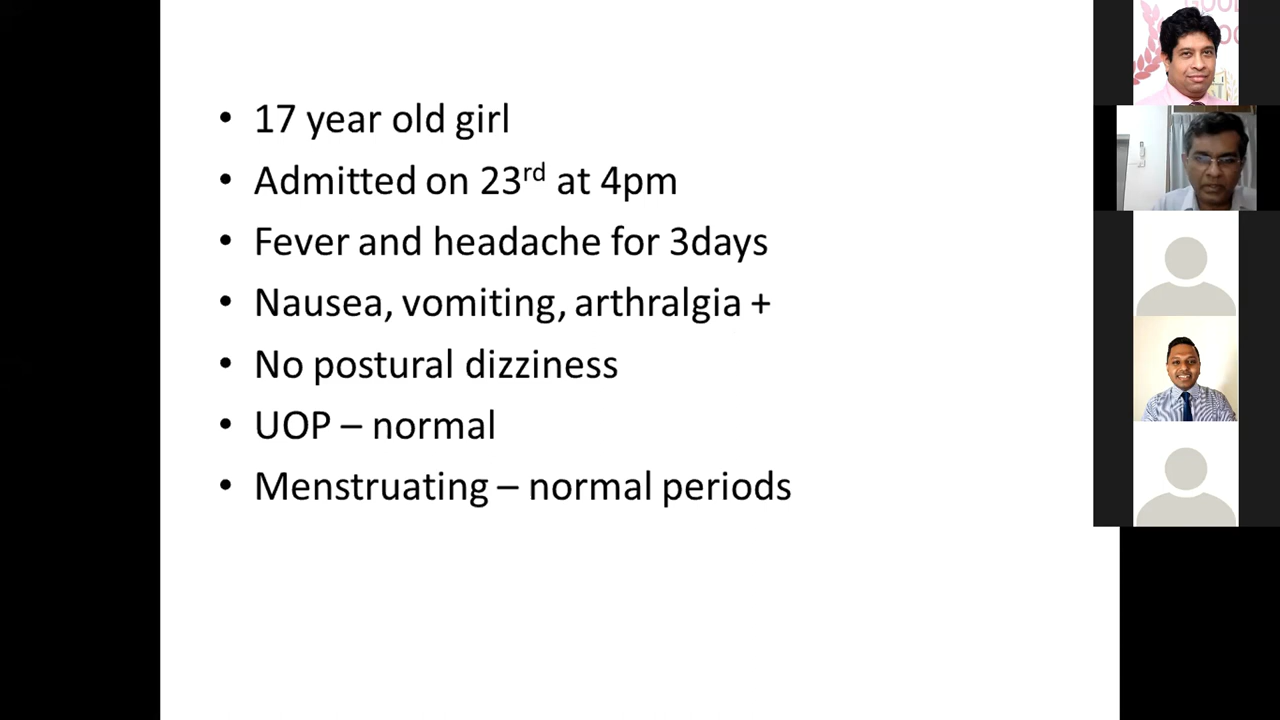 • 17 year old girl
• Admitted on 23rd at 4pm
• Fever and headache for 3days
• Nausea, vomiting, arthralgia +
• No postural dizziness
• UOP – normal
• Menstruating – normal periods